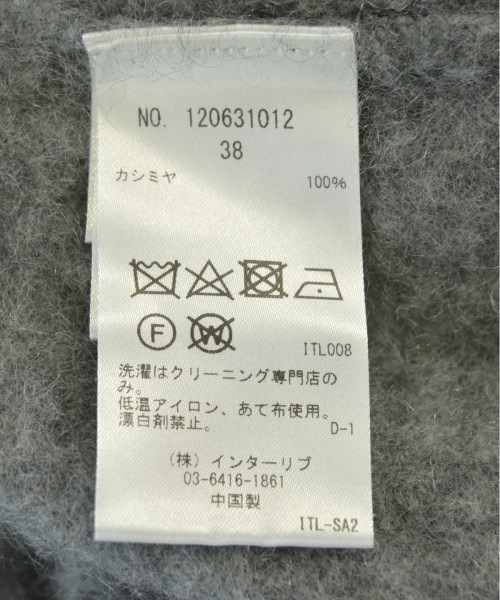 NO. 120631012
38
カシミヤ 100%
F W
ITL008
洗濯はクリーニング専門店の
み。
低温アイロン、あて布使用。
漂白剤禁止。 D-1
(株) インターリブ
03-6416-1861
中国製
ITL-SA2